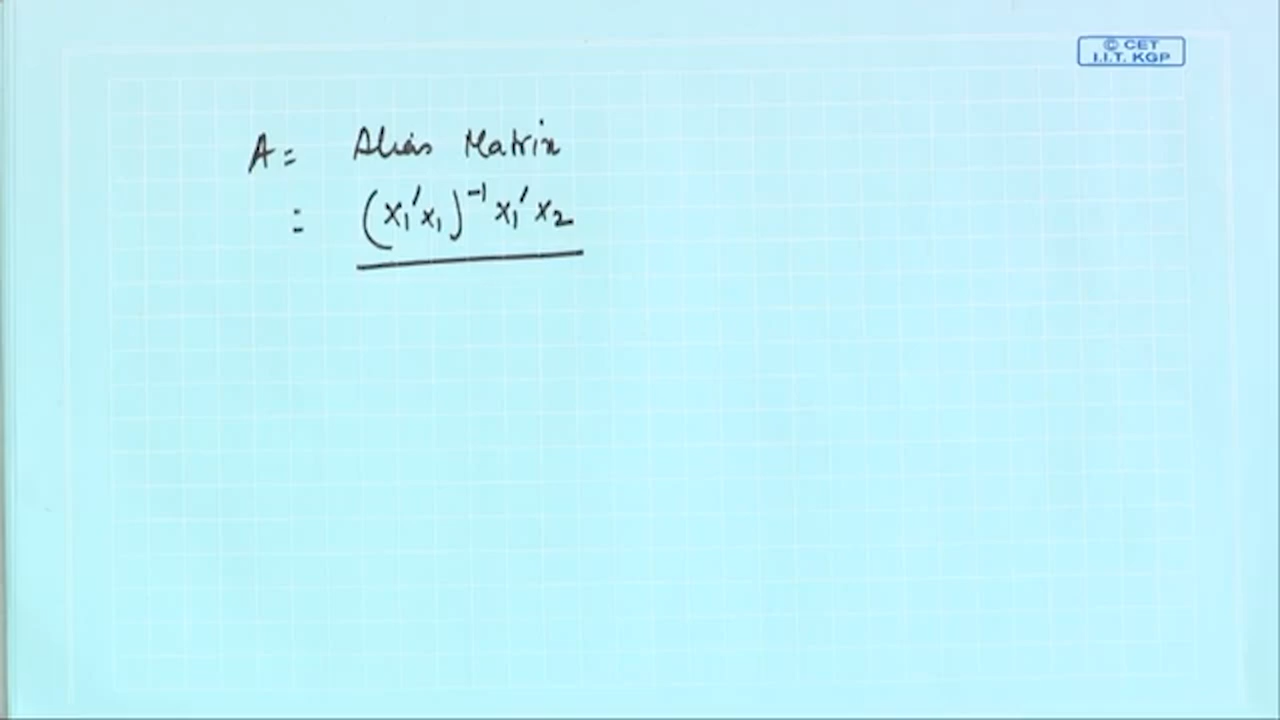 © CET
I.I.T. KGP
A = Alias Matrix
= (X₁'X₁)⁻¹ X₁'X₂